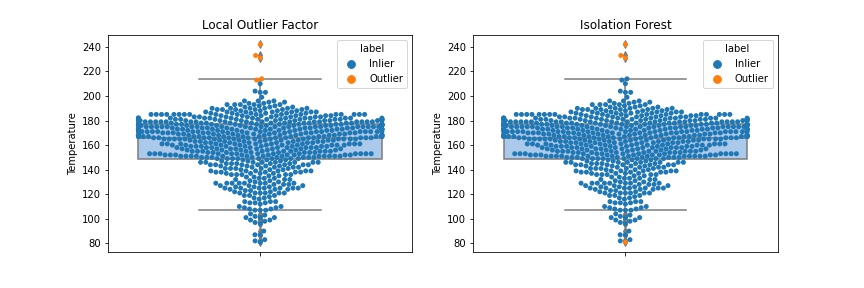 Local Outlier Factor
240
220
200
180
160
140
120
100
80
Temperature
label
Inlier
Outlier
Isolation Forest
240
220
200
180
160
140
120
100
80
Temperature
label
Inlier
Outlier